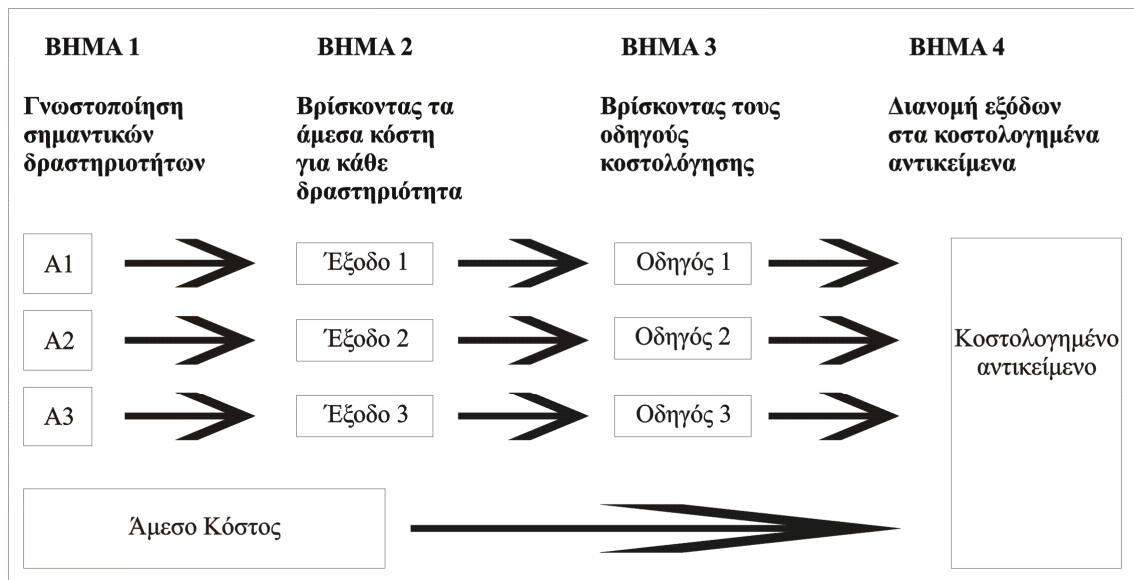 ΒΗΜΑ 1
ΒΗΜΑ 2
ΒΗΜΑ 3
ΒΗΜΑ 4
Γνωστοποίηση
σημαντικών
δραστηριοτήτων
Βρίσκοντας τα
άμεσα κόστη
για κάθε
δραστηριότητα
Βρίσκοντας τους
οδηγούς
κοστολόγησης
Διανομή εξόδων
στα κοστολογημένα
αντικείμενα
Α1
Έξοδο 1
Οδηγός 1
Α2
Έξοδο 2
Οδηγός 2
Α3
Έξοδο 3
Οδηγός 3
Κοστολογημένο
αντικείμενο
Άμεσο Κόστος